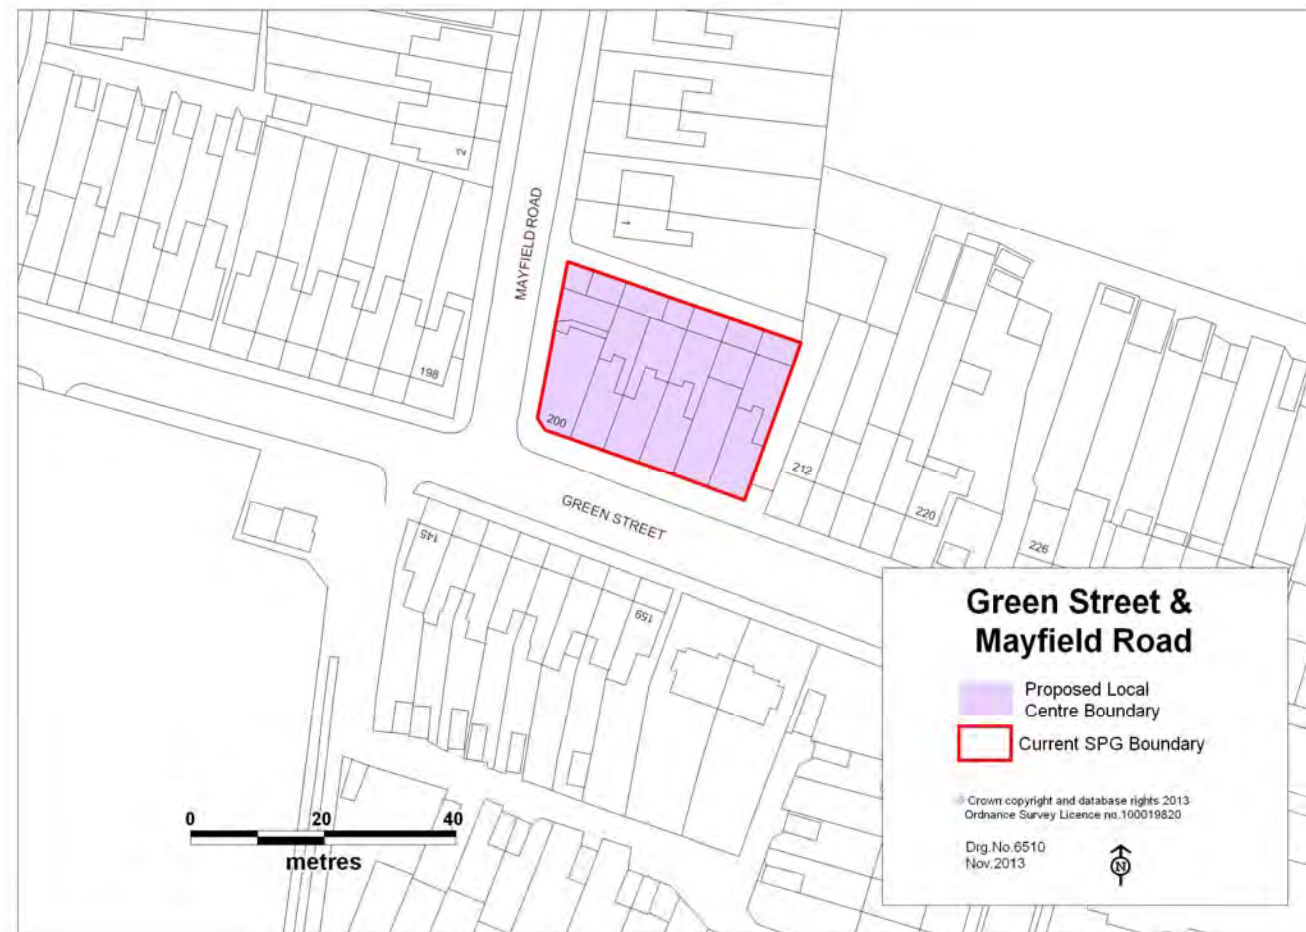 2
MAYFIELD ROAD
1
198
200
212
220
226
GREEN STREET
145
159
Green Street &
Mayfield Road
Proposed Local
Centre Boundary
Current SPG Boundary
© Crown copyright and database rights 2013
Ordnance Survey Licence no.100019820
Drg.No.6510
Nov.2013
N
0 20 40
metres